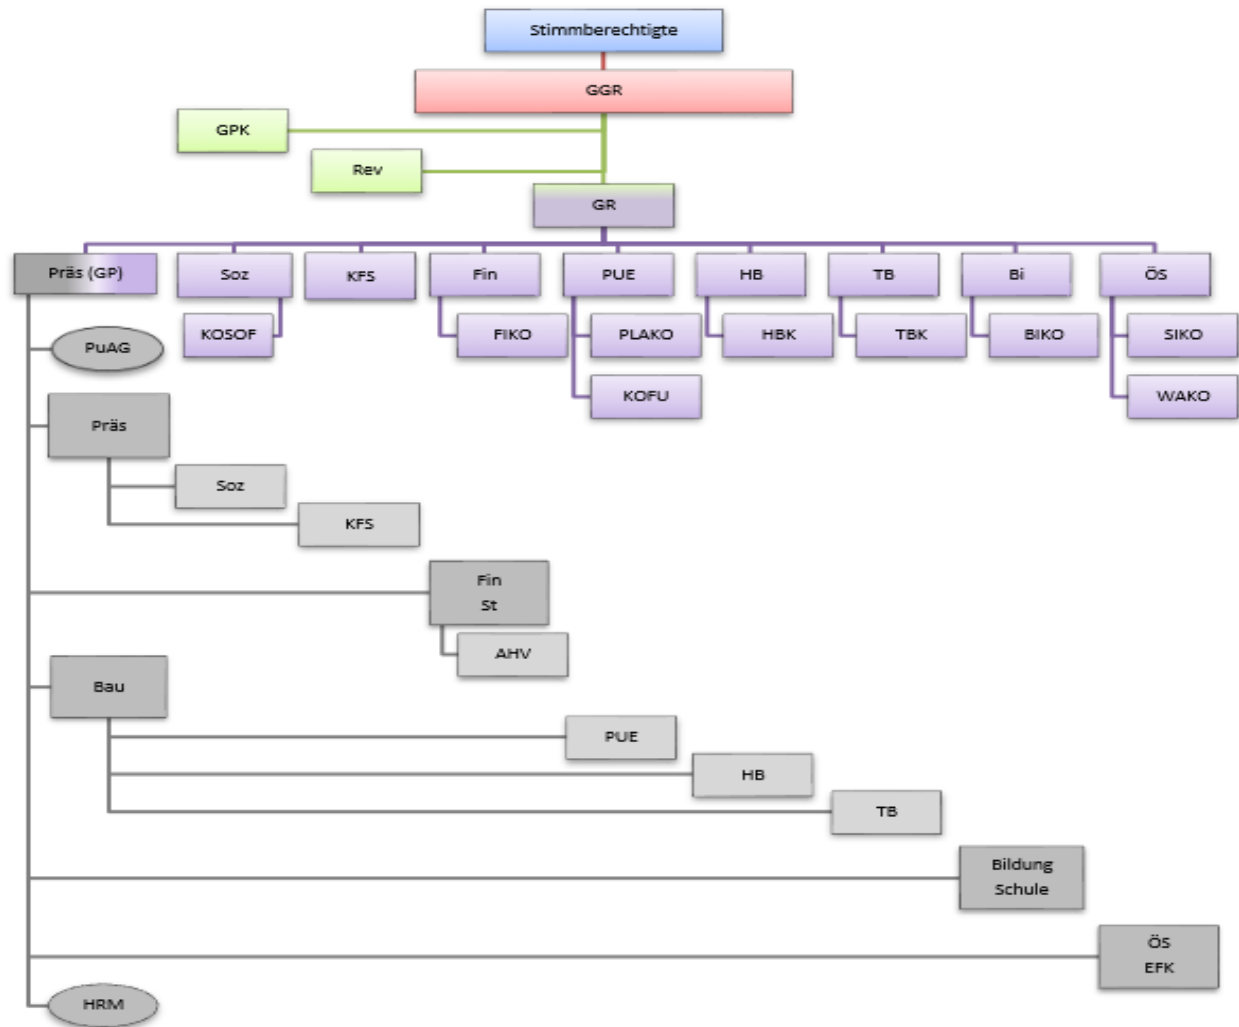 Stimmberechtigte
GGR
GPK
Rev
GR
Präs (GP)
Soz
KFS
Fin
PUE
HB
TB
Bi
ÖS
KOSOF
FIKO
PLAKO
HBK
TBK
BIKO
SIKO
PuAG
KOFU
WAKO
Präs
Soz
KFS
Fin
St
AHV
Bau
PUE
HB
TB
Bildung
Schule
ÖS
EFK
HRM